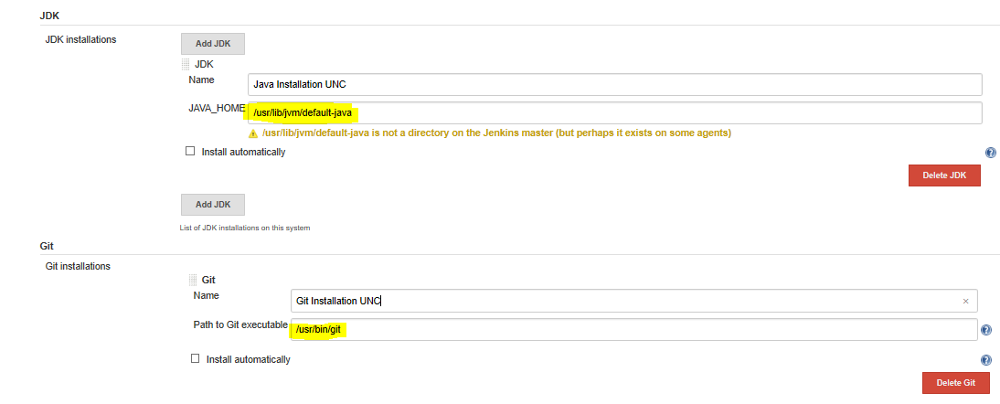 JDK
JDK installations
Add JDK
JDK
Name
Java Installation UNC
JAVA_HOME
/usr/lib/jvm/default-java
/usr/lib/jvm/default-java is not a directory on the Jenkins master (but perhaps it exists on some agents)
Install automatically
Delete JDK
Add JDK
List of JDK installations on this system
Git
Git installations
Git
Name
Git Installation UNC
Path to Git executable
/usr/bin/git
Install automatically
Delete Git